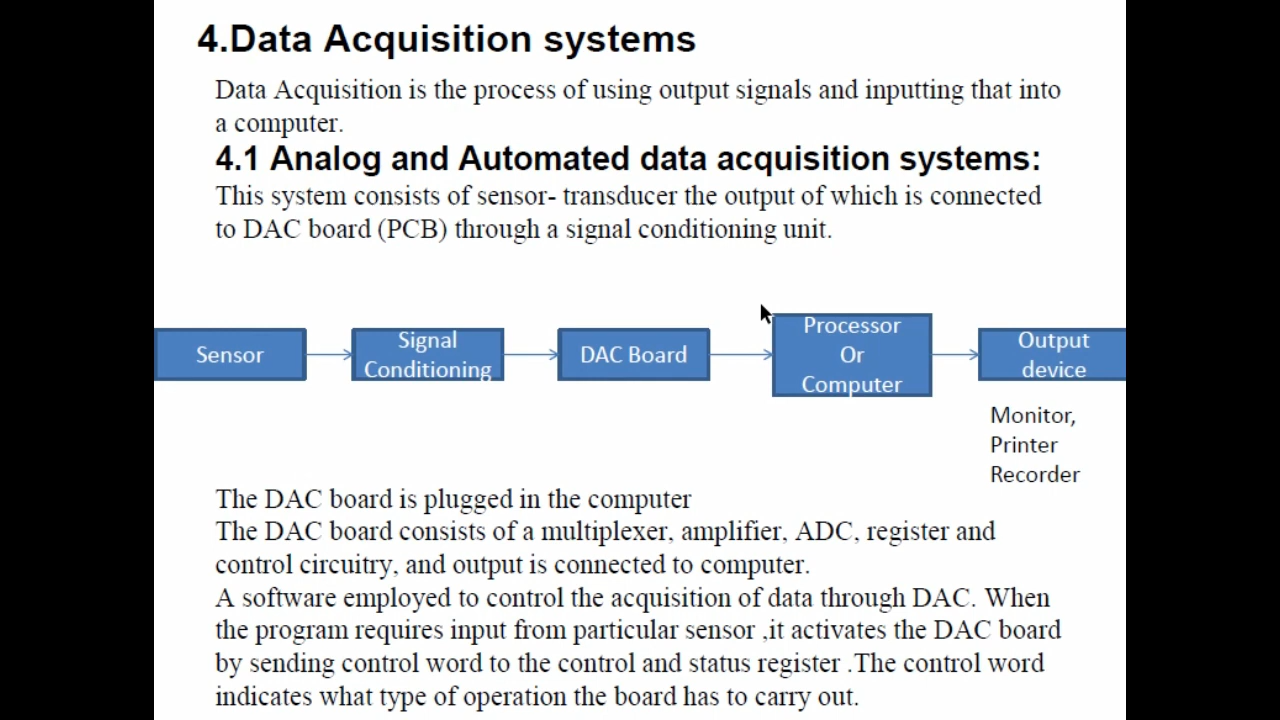 4.Data Acquisition systems
Data Acquisition is the process of using output signals and inputting that into
a computer.
4.1 Analog and Automated data acquisition systems:
This system consists of sensor- transducer the output of which is connected
to DAC board (PCB) through a signal conditioning unit.
Sensor
Signal
Conditioning
DAC Board
Processor
Or
Computer
Output
device
Monitor,
Printer
Recorder
The DAC board is plugged in the computer
The DAC board consists of a multiplexer, amplifier, ADC, register and
control circuitry, and output is connected to computer.
A software employed to control the acquisition of data through DAC. When
the program requires input from particular sensor ,it activates the DAC board
by sending control word to the control and status register .The control word
indicates what type of operation the board has to carry out.